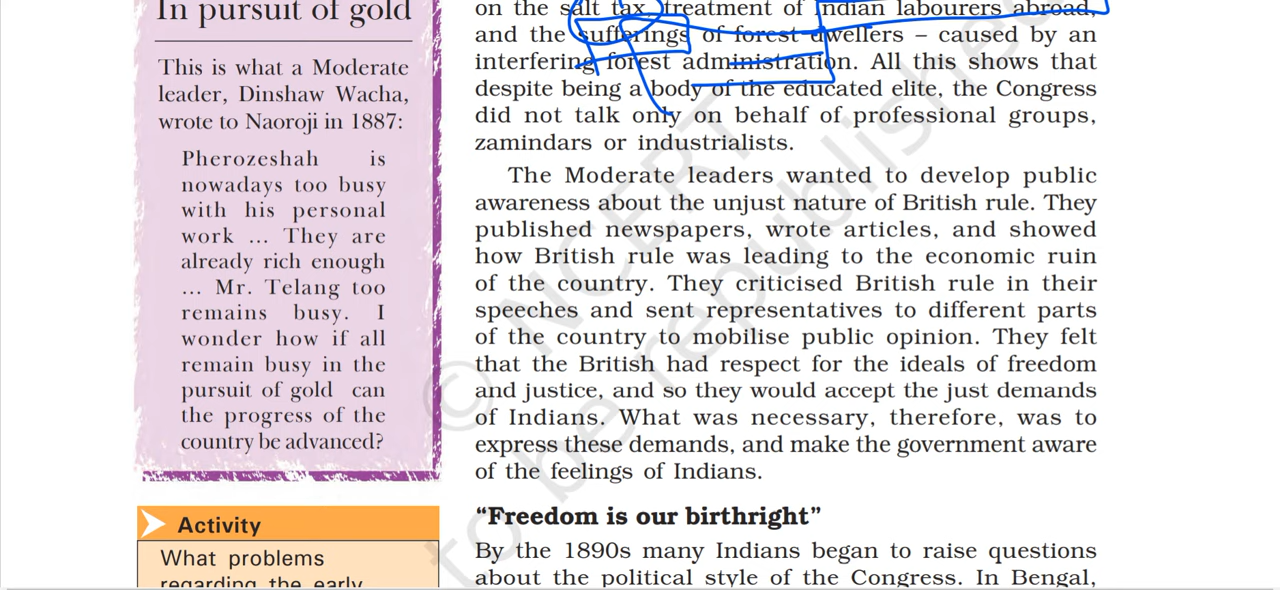 In pursuit of gold
This is what a Moderate
leader, Dinshaw Wacha,
wrote to Naoroji in 1887:
Pherozeshah is
nowadays too busy
with his personal
work ... They are
already rich enough
... Mr. Telang too
remains busy. I
wonder how if all
remain busy in the
pursuit of gold can
the progress of the
country be advanced?
Activity
What problems
regarding the early
on the salt tax, treatment of Indian labourers abroad,
and the sufferings of forest dwellers – caused by an
interfering forest administration. All this shows that
despite being a body of the educated elite, the Congress
did not talk only on behalf of professional groups,
zamindars or industrialists.
The Moderate leaders wanted to develop public
awareness about the unjust nature of British rule. They
published newspapers, wrote articles, and showed
how British rule was leading to the economic ruin
of the country. They criticised British rule in their
speeches and sent representatives to different parts
of the country to mobilise public opinion. They felt
that the British had respect for the ideals of freedom
and justice, and so they would accept the just demands
of Indians. What was necessary, therefore, was to
express these demands, and make the government aware
of the feelings of Indians.
“Freedom is our birthright”
By the 1890s many Indians began to raise questions
about the political style of the Congress. In Bengal,
© NCERT
to be republished